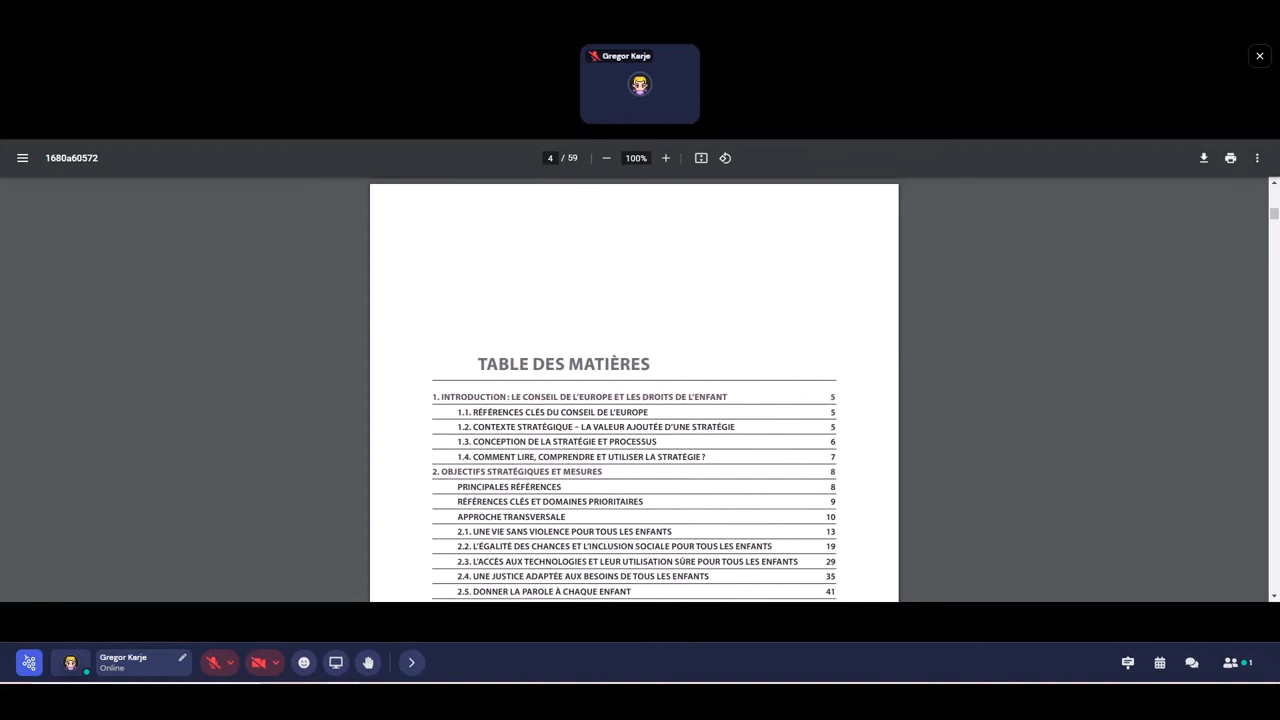 Gregor Karje
1680a60572
4 / 59
100%
TABLE DES MATIÈRES
1. INTRODUCTION : LE CONSEIL DE L'EUROPE ET LES DROITS DE L'ENFANT 5
1.1. RÉFÉRENCES CLÉS DU CONSEIL DE L'EUROPE 5
1.2. CONTEXTE STRATÉGIQUE – LA VALEUR AJOUTÉE D'UNE STRATÉGIE 5
1.3. CONCEPTION DE LA STRATÉGIE ET PROCESSUS 6
1.4. COMMENT LIRE, COMPRENDRE ET UTILISER LA STRATÉGIE ? 7
2. OBJECTIFS STRATÉGIQUES ET MESURES 8
PRINCIPALES RÉFÉRENCES 8
RÉFÉRENCES CLÉS ET DOMAINES PRIORITAIRES 9
APPROCHE TRANSVERSALE 10
2.1. UNE VIE SANS VIOLENCE POUR TOUS LES ENFANTS 13
2.2. L'ÉGALITÉ DES CHANCES ET L'INCLUSION SOCIALE POUR TOUS LES ENFANTS 19
2.3. L'ACCÈS AUX TECHNOLOGIES ET LEUR UTILISATION SÛRE POUR TOUS LES ENFANTS 29
2.4. UNE JUSTICE ADAPTÉE AUX BESOINS DE TOUS LES ENFANTS 35
2.5. DONNER LA PAROLE À CHAQUE ENFANT 41
Gregor Karje
Online
1